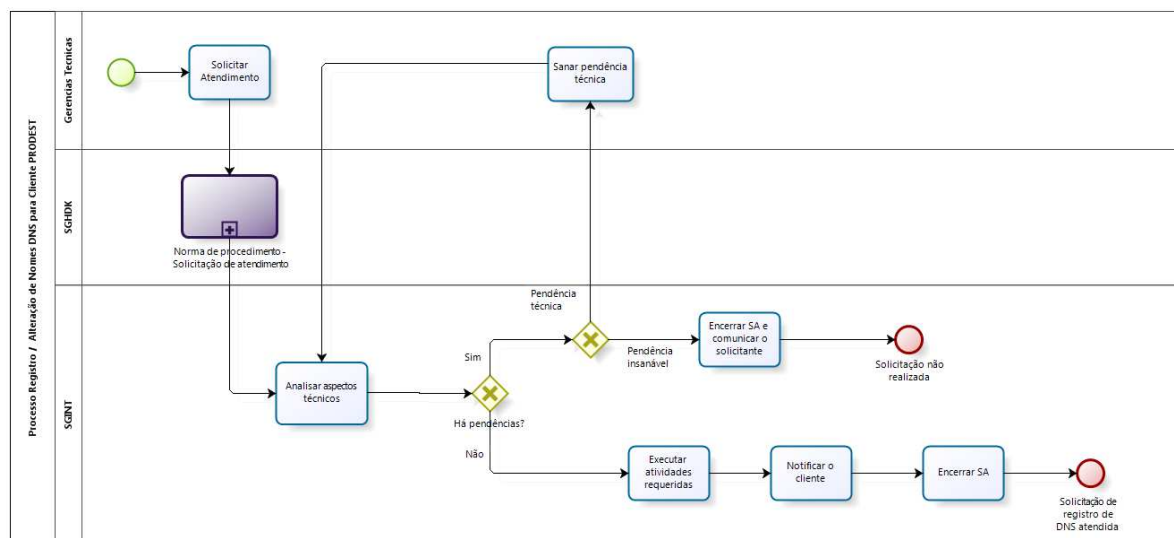 Processo Registro / Alteração de Nomes DNS para Cliente PRODEST
Gerencias Tecnicas
Solicitar
Atendimento
Sanar pendência
técnica
SGHDK
Norma de procedimento -
Solicitação de atendimento
SGINT
Pendência
técnica
Encerrar SA e
comunicar o
solicitante
Sim
Pendência
insanável
Solicitação não
realizada
Analisar aspectos
técnicos
Há pendências?
Não
Executar
atividades
requeridas
Notificar o
cliente
Encerrar SA
Solicitação de
registro de
DNS atendida